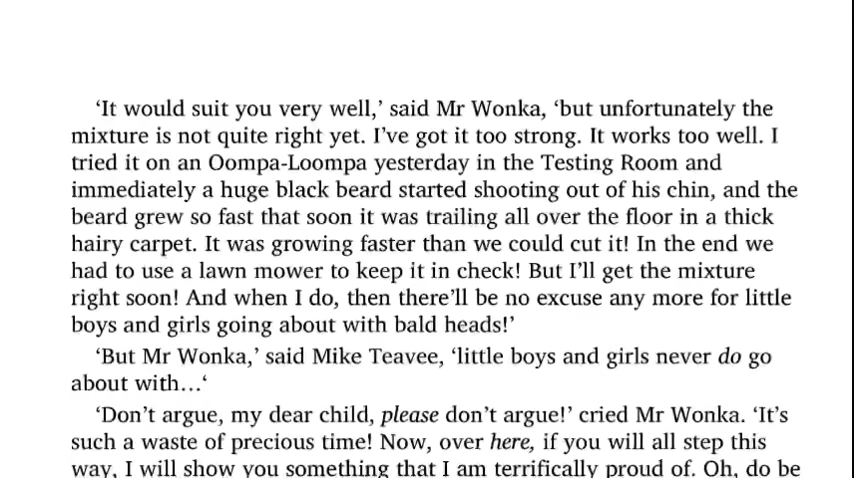 ‘It would suit you very well,’ said Mr Wonka, ‘but unfortunately the
mixture is not quite right yet. I’ve got it too strong. It works too well. I
tried it on an Oompa-Loompa yesterday in the Testing Room and
immediately a huge black beard started shooting out of his chin, and the
beard grew so fast that soon it was trailing all over the floor in a thick
hairy carpet. It was growing faster than we could cut it! In the end we
had to use a lawn mower to keep it in check! But I’ll get the mixture
right soon! And when I do, then there’ll be no excuse any more for little
boys and girls going about with bald heads!’
‘But Mr Wonka,’ said Mike Teavee, ‘little boys and girls never do go
about with…‘
‘Don’t argue, my dear child, please don’t argue!’ cried Mr Wonka. ‘It’s
such a waste of precious time! Now, over here, if you will all step this
way, I will show you something that I am terrifically proud of. Oh, do be